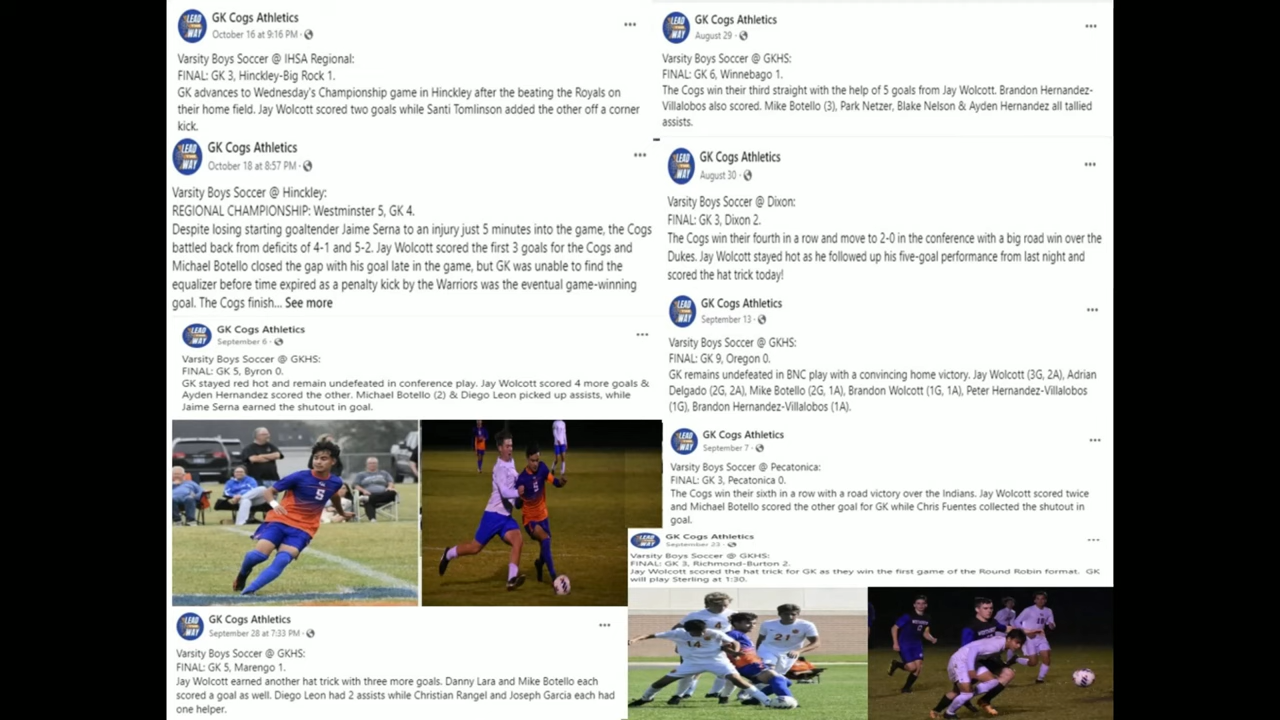 GK Cogs Athletics
October 16 at 9:16 PM ·
Varsity Boys Soccer @ IHSA Regional:
FINAL: GK 3, Hinckley-Big Rock 1.
GK advances to Wednesday's Championship game in Hinckley after the beating the Royals on
their home field. Jay Wolcott scored two goals while Santi Tomlinson added the other off a corner
kick.
GK Cogs Athletics
October 18 at 8:57 PM ·
Varsity Boys Soccer @ Hinckley:
REGIONAL CHAMPIONSHIP: Westminster 5, GK 4.
Despite losing starting goaltender Jaime Serna to an injury just 5 minutes into the game, the Cogs
battled back from deficits of 4-1 and 5-2. Jay Wolcott scored the first 3 goals for the Cogs and
Michael Botello closed the gap with his goal late in the game, but GK was unable to find the
equalizer before time expired as a penalty kick by the Warriors was the eventual game-winning
goal. The Cogs finish... See more
GK Cogs Athletics
September 6 ·
Varsity Boys Soccer @ GKHS:
FINAL: GK 5, Byron 0.
GK stayed red hot and remain undefeated in conference play. Jay Wolcott scored 4 more goals &
Ayden Hernandez scored the other. Michael Botello (2) & Diego Leon picked up assists, while
Jaime Serna earned the shutout in goal.
5
5
GK Cogs Athletics
September 28 at 7:33 PM ·
Varsity Boys Soccer @ GKHS:
FINAL: GK 5, Marengo 1.
Jay Wolcott earned another hat trick with three more goals. Danny Lara and Mike Botello each
scored a goal as well. Diego Leon had 2 assists while Christian Rangel and Joseph Garcia each had
one helper.
GK Cogs Athletics
August 29 ·
Varsity Boys Soccer @ GKHS:
FINAL: GK 6, Winnebago 1.
The Cogs win their third straight with the help of 5 goals from Jay Wolcott. Brandon Hernandez-
Villalobos also scored. Mike Botello (3), Park Netzer, Blake Nelson & Ayden Hernandez all tallied
assists.
GK Cogs Athletics
August 30 ·
Varsity Boys Soccer @ Dixon:
FINAL: GK 3, Dixon 2.
The Cogs win their fourth in a row and move to 2-0 in the conference with a big road win over the
Dukes. Jay Wolcott stayed hot as he followed up his five-goal performance from last night and
scored the hat trick today!
GK Cogs Athletics
September 13 ·
Varsity Boys Soccer @ GKHS:
FINAL: GK 9, Oregon 0.
GK remains undefeated in BNC play with a convincing home victory. Jay Wolcott (3G, 2A), Adrian
Delgado (2G, 2A), Mike Botello (2G, 1A), Brandon Wolcott (1G, 1A), Peter Hernandez-Villalobos
(1G), Brandon Hernandez-Villalobos (1A).
GK Cogs Athletics
September 7 ·
Varsity Boys Soccer @ Pecatonica:
FINAL: GK 3, Pecatonica 0.
The Cogs win their sixth in a row with a road victory over the Indians. Jay Wolcott scored twice
and Michael Botello scored the other goal for GK while Chris Fuentes collected the shutout in
goal.
GK Cogs Athletics
September 23 ·
Varsity Boys Soccer @ GKHS:
FINAL: GK 3, Richmond-Burton 2.
Jay Wolcott scored the hat trick for GK as they win the first game of the Round Robin format. GK
will play Sterling at 1:30.
4
14
21